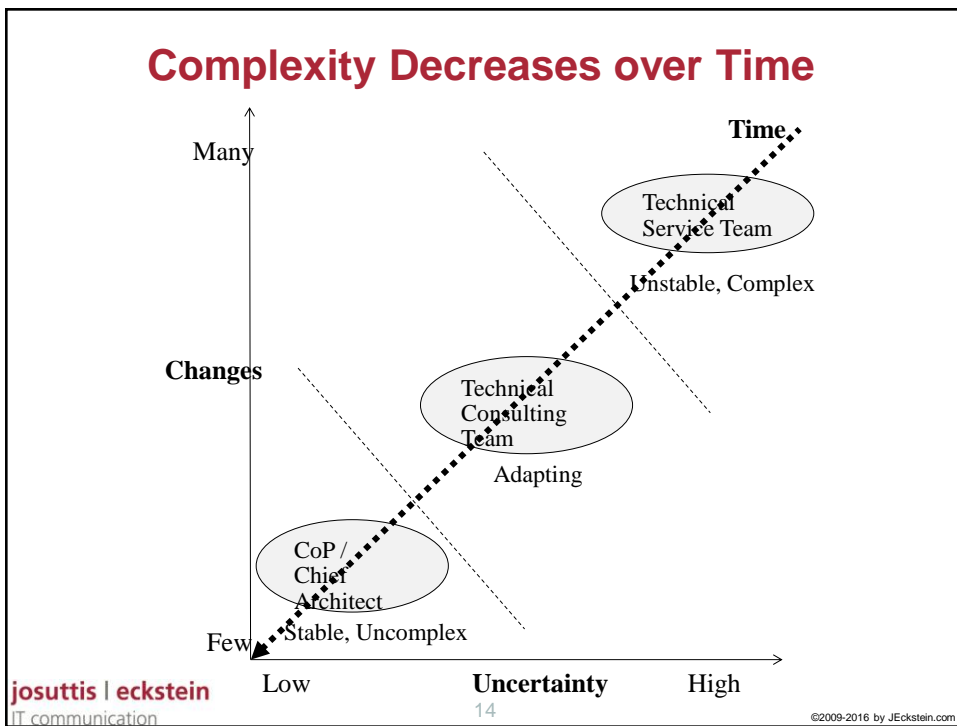 Complexity Decreases over Time
Time
Many
Technical
Service Team
Unstable, Complex
Changes
Technical
Consulting
Team
Adapting
CoP /
Chief
Architect
Stable, Uncomplex
Few
Low
Uncertainty
High
josuttis | eckstein
IT communication
14
©2009-2016 by JEckstein.com